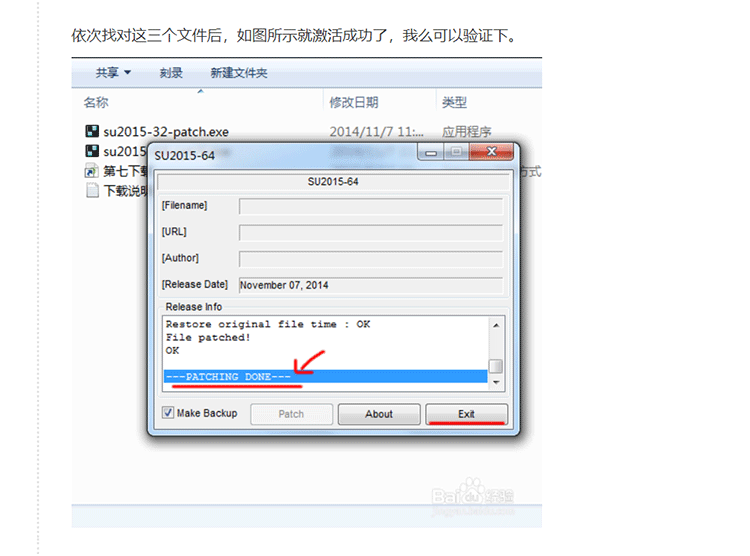 依次找对这三个文件后，如图所示就激活成功了，我么可以验证下。
共享 刻录 新建文件夹
名称 修改日期 类型
su2015-32-patch.exe 2014/11/7 11:... 应用程序
su2015
第七下载
下载说明
方式
SU2015-64
SU2015-64
[Filename]
[URL]
[Author]
[Release Date] November 07, 2014
Release Info
Restore original file time : OK
File patched!
OK
---PATCHING DONE---
Make Backup Patch About Exit
Baidu 经验
jingyan.baidu.com